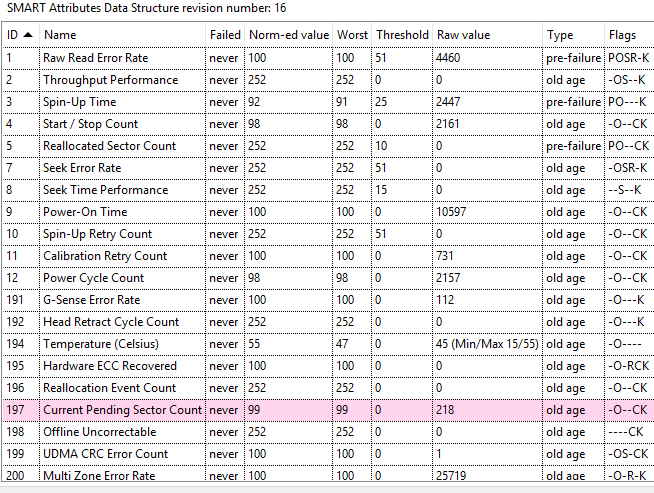 SMART Attributes Data Structure revision number: 16
ID Name Failed Norm-ed value Worst Threshold Raw value Type Flags
1 Raw Read Error Rate never 100 100 51 4460 pre-failure POSR-K
2 Throughput Performance never 252 252 0 0 old age -OS--K
3 Spin-Up Time never 92 91 25 2447 pre-failure PO---K
4 Start / Stop Count never 98 98 0 2161 old age -O--CK
5 Reallocated Sector Count never 252 252 10 0 pre-failure PO--CK
7 Seek Error Rate never 252 252 51 0 old age -OSR-K
8 Seek Time Performance never 252 252 15 0 old age --S--K
9 Power-On Time never 100 100 0 10597 old age -O--CK
10 Spin-Up Retry Count never 252 252 51 0 old age -O--CK
11 Calibration Retry Count never 100 100 0 731 old age -O--CK
12 Power Cycle Count never 98 98 0 2157 old age -O--CK
191 G-Sense Error Rate never 100 100 0 112 old age -O---K
192 Head Retract Cycle Count never 252 252 0 0 old age -O---K
194 Temperature (Celsius) never 55 47 0 45 (Min/Max 15/55) old age -O----
195 Hardware ECC Recovered never 100 100 0 0 old age -O-RCK
196 Reallocation Event Count never 252 252 0 0 old age -O--CK
197 Current Pending Sector Count never 99 99 0 218 old age -O--CK
198 Offline Uncorrectable never 252 252 0 0 old age ----CK
199 UDMA CRC Error Count never 100 100 0 1 old age -OS-CK
200 Multi Zone Error Rate never 100 100 0 25719 old age -O-R-K